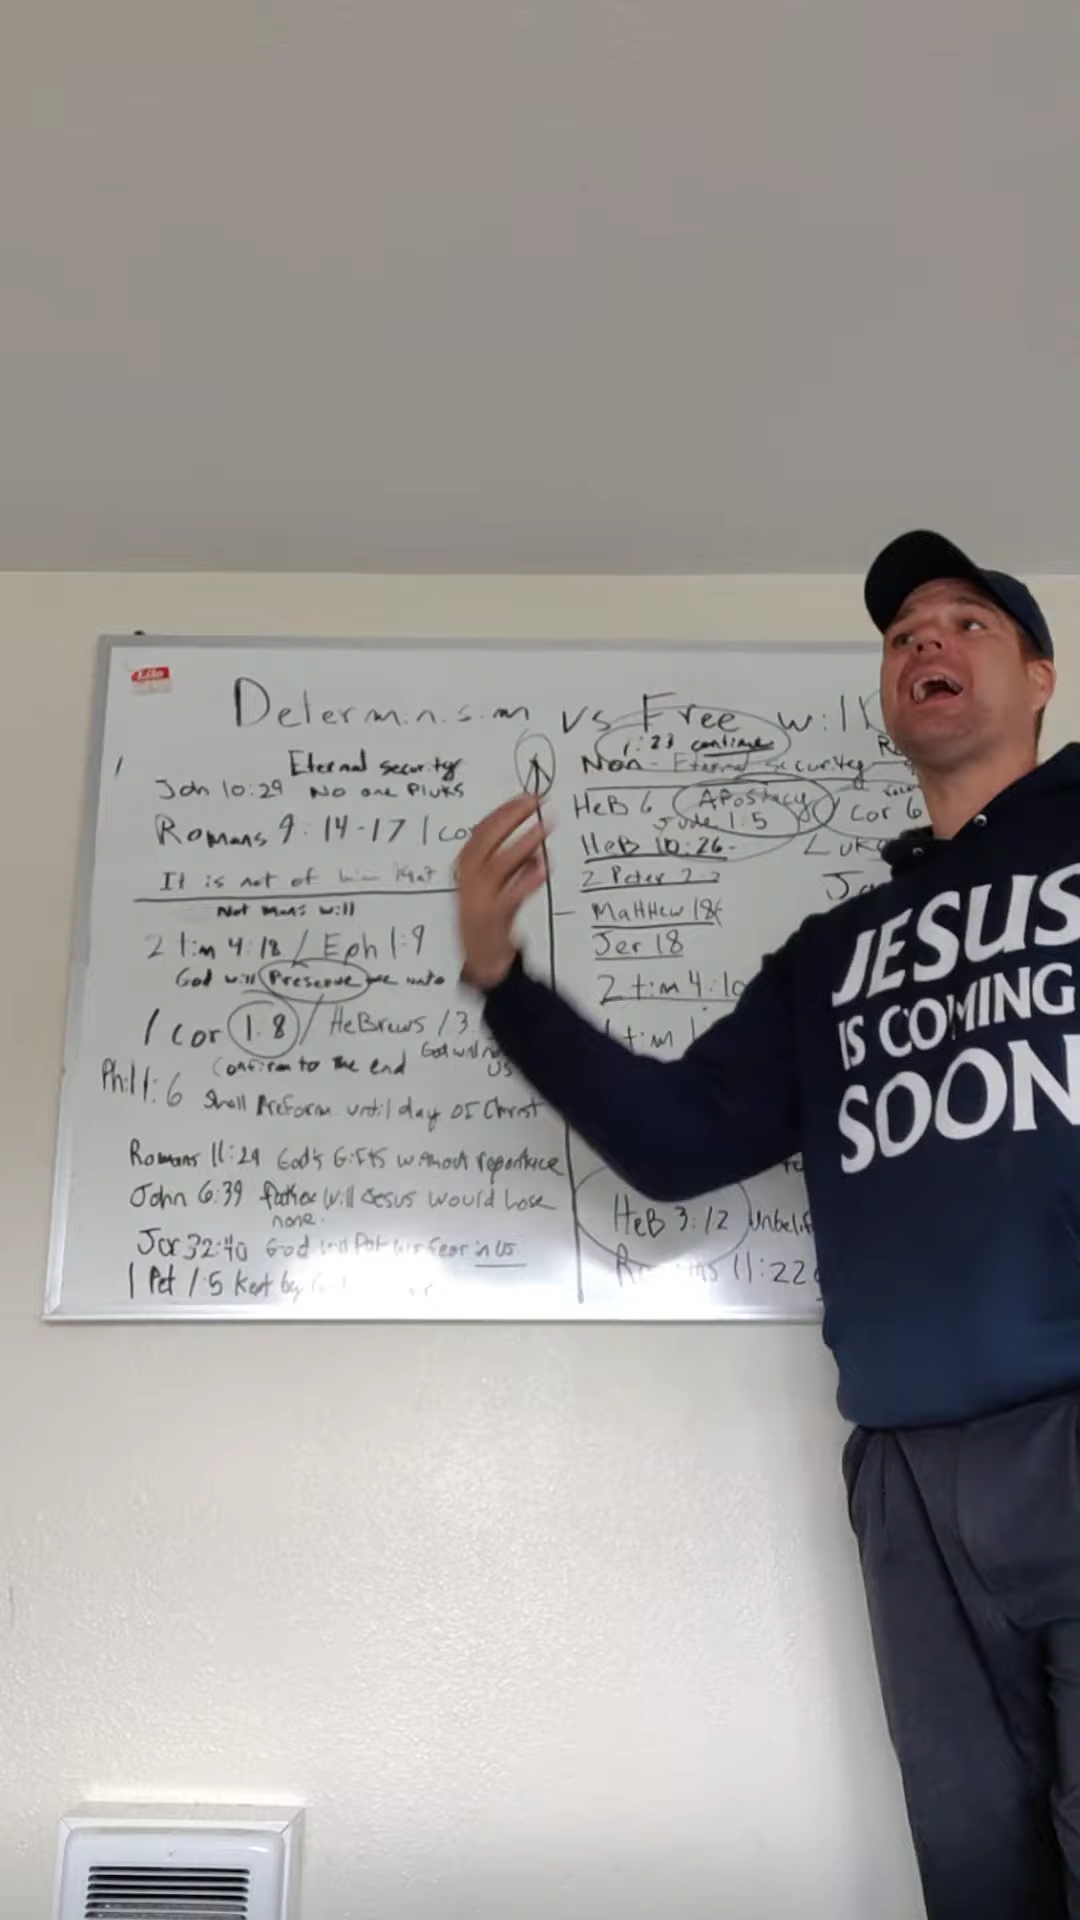 Determinism vs Free will
Eternal security
John 10:29 No one Pluks
Romans 9:14-17 / Cor
It is not of him that
Not mans will
2 tim 4:18 / Eph 1:9
God will Preserve me unto
1 Cor 1:8 / HeBrews 13
Confirm to the end God will
us
Phil 1:6 Shall Preform until day of Christ
Romans 11:29 God's Gifts without repentace
John 6:39 father will Jesus would lose
none.
Jer 32:40 God will Put his fear in us
1 Pet 1:5 Kept by
1:23 continue
Non-Eternal security
HeB 6 APostacy / Cor 6
Jude 1:5
HeB 10:26-
2 Peter 2:2
MattHew 18
Jer 18
2 tim 4:10
tim 1
HeB 3:12 Unbelif
Romans 11:22
JESUS
IS COMING
SOON